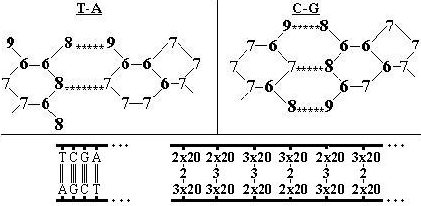 T-A
9 8*****9 7 7
6–6 6–6 7
7 8*******7 6–7
7–6 7–7
8
C-G
9*****8 7 7
7–6 6–6
7 7*****8 7
7–6 6 6–7
8*****9
T C G A ...
A G C T ...
2x20 2x20 3x20 3x20 2x20 3x20 ...
2 3 3 2 3 2
3x20 3x20 2x20 2x20 3x20 2x20 ...